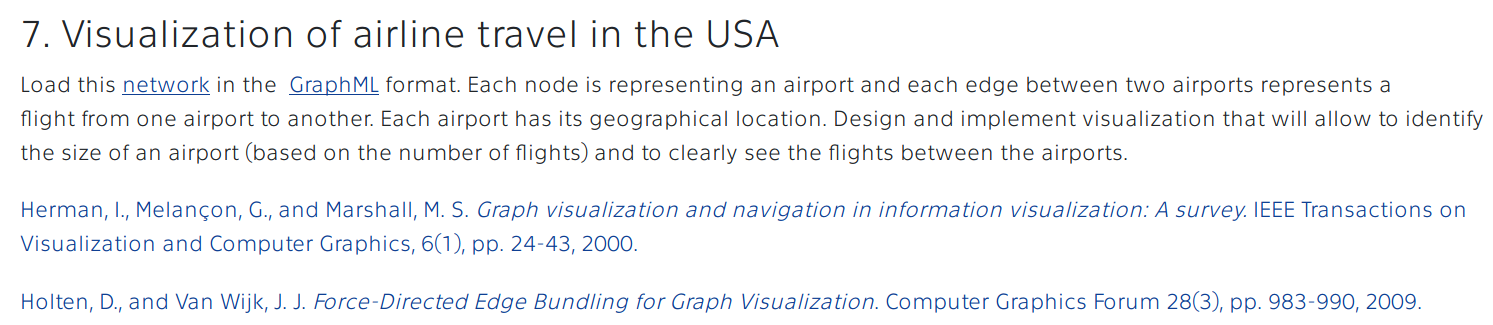 7. Visualization of airline travel in the USA
Load this network in the GraphML format. Each node is representing an airport and each edge between two airports represents a
flight from one airport to another. Each airport has its geographical location. Design and implement visualization that will allow to identify
the size of an airport (based on the number of flights) and to clearly see the flights between the airports.
Herman, I., Melançon, G., and Marshall, M. S. Graph visualization and navigation in information visualization: A survey. IEEE Transactions on
Visualization and Computer Graphics, 6(1), pp. 24-43, 2000.
Holten, D., and Van Wijk, J. J. Force-Directed Edge Bundling for Graph Visualization. Computer Graphics Forum 28(3), pp. 983-990, 2009.